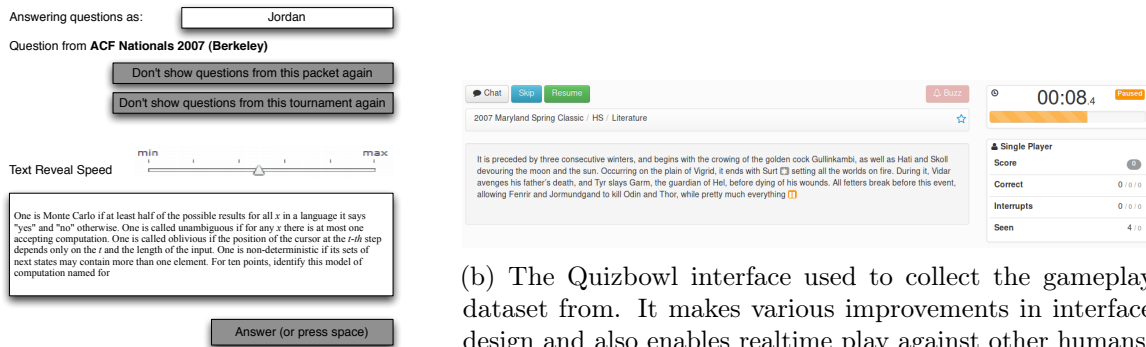 Answering questions as:
Jordan
Question from ACF Nationals 2007 (Berkeley)
Don't show questions from this packet again
Don't show questions from this tournament again
Text Reveal Speed
min
max
One is Monte Carlo if at least half of the possible results for all x in a language it says
"yes" and "no" otherwise. One is called unambiguous if for any x there is at most one
accepting computation. One is called oblivious if the position of the cursor at the t-th step
depends only on the t and the length of the input. One is non-deterministic if its sets of
next states may contain more than one element. For ten points, identify this model of
computation named for
Answer (or press space)
Chat
Skip
Resume
Buzz
2007 Maryland Spring Classic / HS / Literature
It is preceded by three consecutive winters, and begins with the crowing of the golden cock Gullinkambi, as well as Hati and Skoll
devouring the moon and the sun. Occurring on the plain of Vigrid, it ends with Surt setting all the worlds on fire. During it, Vidar
avenges his father's death, and Tyr slays Garm, the guardian of Hel, before dying of his wounds. All fetters break before this event,
allowing Fenrir and Jormundgand to kill Odin and Thor, while pretty much everything
00:08.4
Paused
Single Player
Score 0
Correct 0 / 0 / 0
Interrupts 0 / 0 / 0
Seen 4 / 0
(b) The Quizbowl interface used to collect the gameplay
dataset from. It makes various improvements in interface
design and also enables realtime play against other humans.